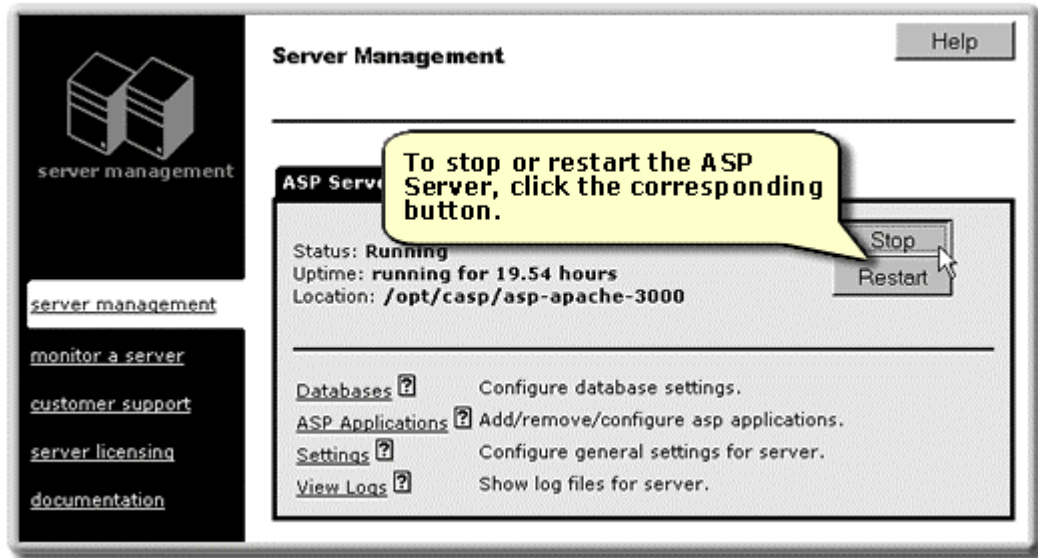 Server Management
Help
server management
To stop or restart the ASP
Server, click the corresponding
button.
ASP Serve
Status: Running
Uptime: running for 19.54 hours
Location: /opt/casp/asp-apache-3000
Stop
Restart
server management
monitor a server
customer support
server licensing
documentation
Databases ? Configure database settings.
ASP Applications ? Add/remove/configure asp applications.
Settings ? Configure general settings for server.
View Logs ? Show log files for server.